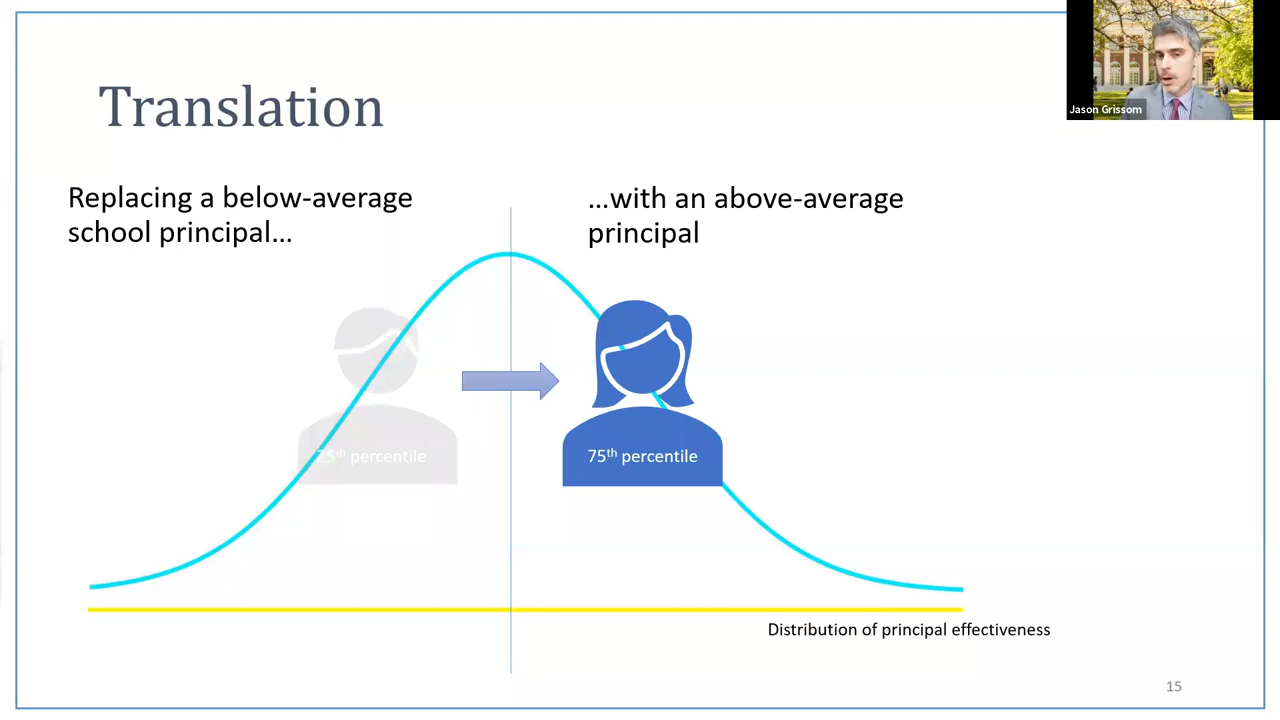 Jason Grissom
Translation
Replacing a below-average
school principal…
…with an above-average
principal
25th percentile
75th percentile
Distribution of principal effectiveness
15